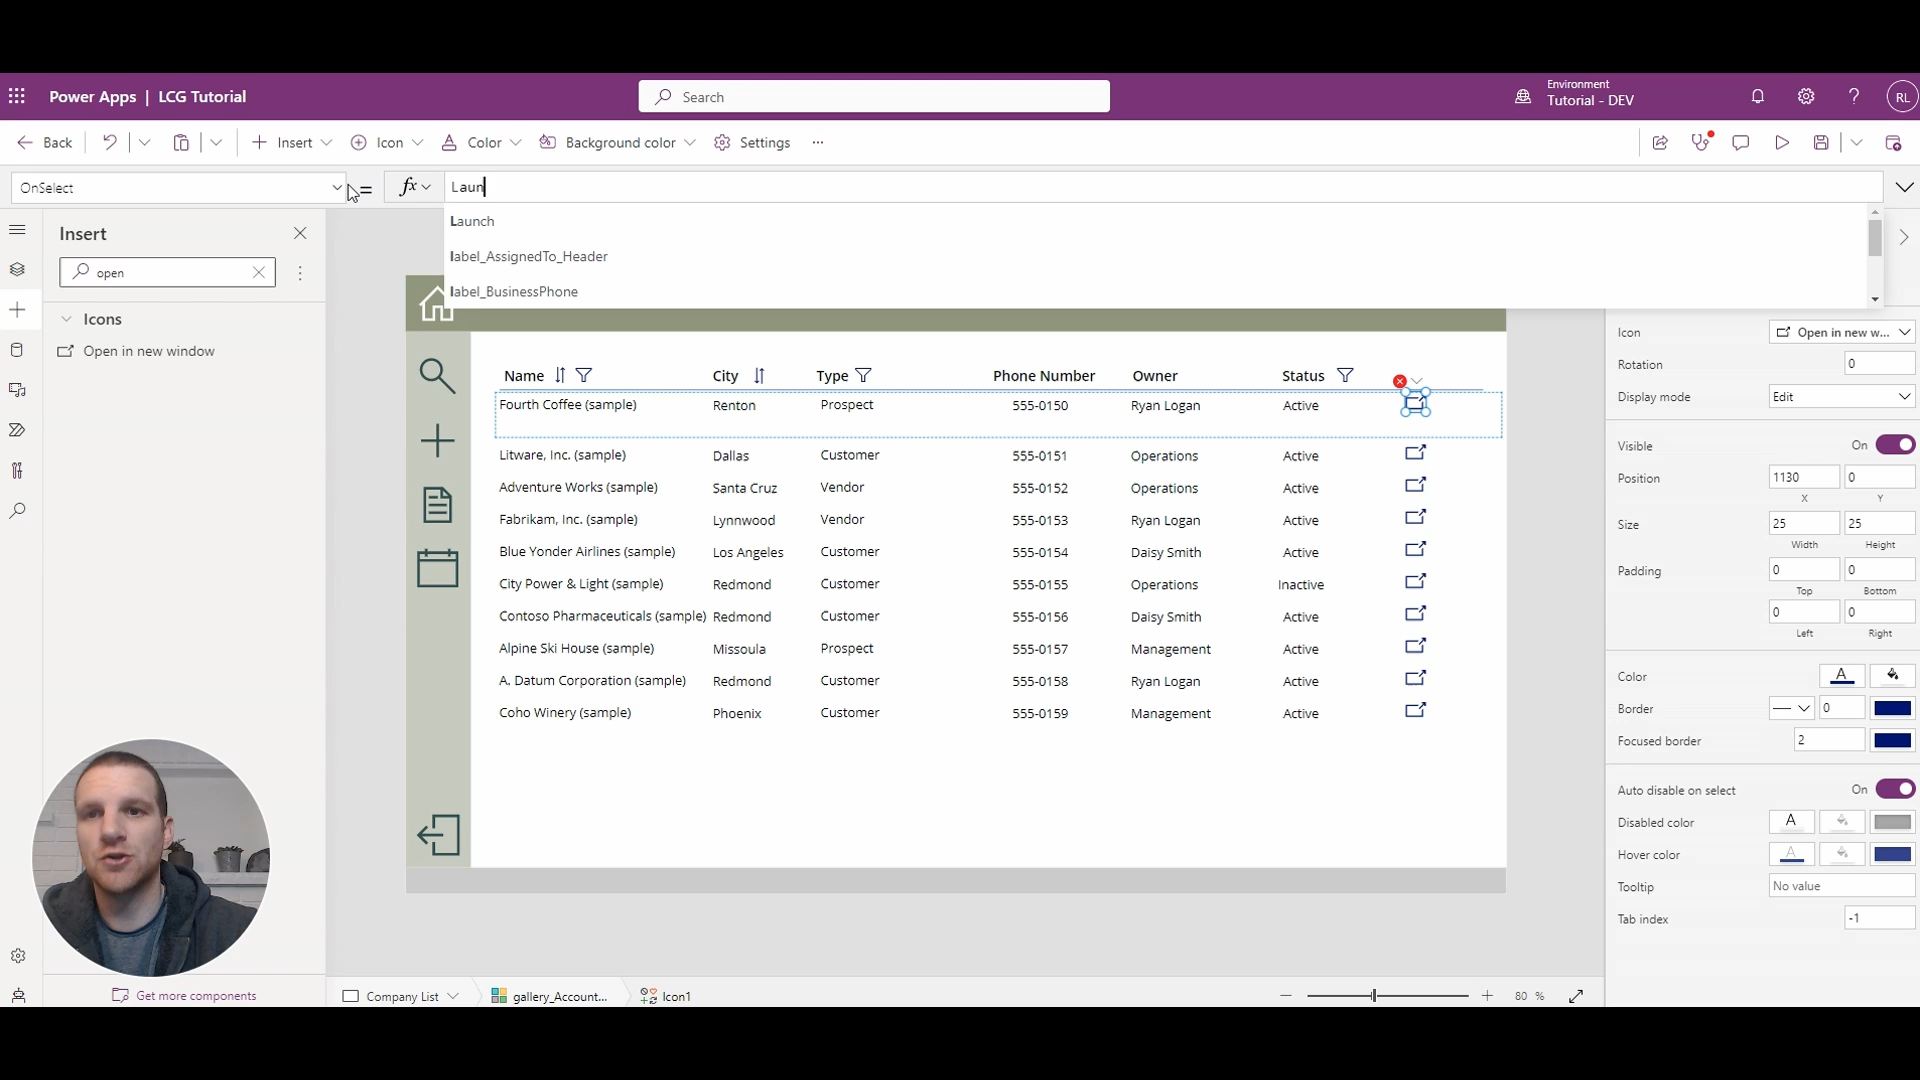 Power Apps | LCG Tutorial
Search
Environment
Tutorial - DEV
RL
Back
Insert
Icon
Color
Background color
Settings
OnSelect
=
fx
Laun
Launch
label_AssignedTo_Header
label_BusinessPhone
Insert
open
Icons
Open in new window
Name City Type Phone Number Owner Status
Fourth Coffee (sample) Renton Prospect 555-0150 Ryan Logan Active
Litware, Inc. (sample) Dallas Customer 555-0151 Operations Active
Adventure Works (sample) Santa Cruz Vendor 555-0152 Operations Active
Fabrikam, Inc. (sample) Lynnwood Vendor 555-0153 Ryan Logan Active
Blue Yonder Airlines (sample) Los Angeles Customer 555-0154 Daisy Smith Active
City Power & Light (sample) Redmond Customer 555-0155 Operations Inactive
Contoso Pharmaceuticals (sample) Redmond Customer 555-0156 Daisy Smith Active
Alpine Ski House (sample) Missoula Prospect 555-0157 Management Active
A. Datum Corporation (sample) Redmond Customer 555-0158 Ryan Logan Active
Coho Winery (sample) Phoenix Customer 555-0159 Management Active
Icon Open in new w...
Rotation 0
Display mode Edit
Visible On
Position 1130 0
X Y
Size 25 25
Width Height
Padding 0 0
Top Bottom
0 0
Left Right
Color
Border 0
Focused border 2
Auto disable on select On
Disabled color
Hover color
Tooltip No value
Tab index -1
Get more components
Company List
gallery_Account...
Icon1
80 %